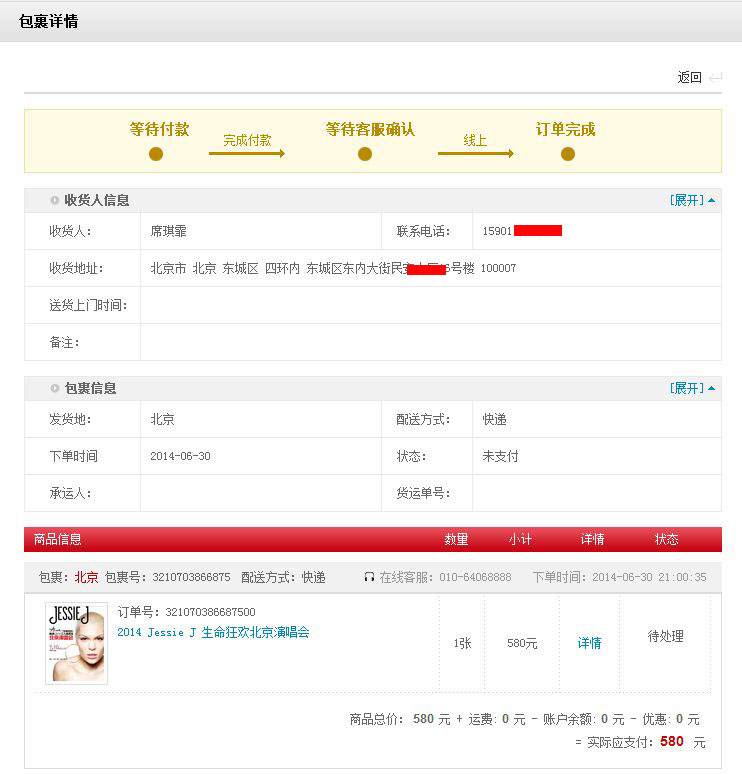 包裹详情
返回
等待付款 完成付款 等待客服确认 线上 订单完成
收货人信息 [展开]
收货人: 席琪霏 联系电话: 15901
收货地址: 北京市 北京 东城区 四环内 东城区东内大街民 号楼 100007
送货上门时间:
备注:
包裹信息 [展开]
发货地: 北京 配送方式: 快递
下单时间 2014-06-30 状态: 未支付
承运人: 货运单号:
商品信息 数量 小计 详情 状态
包裹: 北京 包裹号: 3210703866875 配送方式: 快递 在线客服: 010-64068888 下单时间: 2014-06-30 21:00:35
JESSIE J
订单号: 321070386687500
2014 Jessie J 生命狂欢北京演唱会
1张 580元 详情 待处理
商品总价: 580 元 + 运费: 0 元 - 账户余额: 0 元 - 优惠: 0 元
= 实际应支付: 580 元